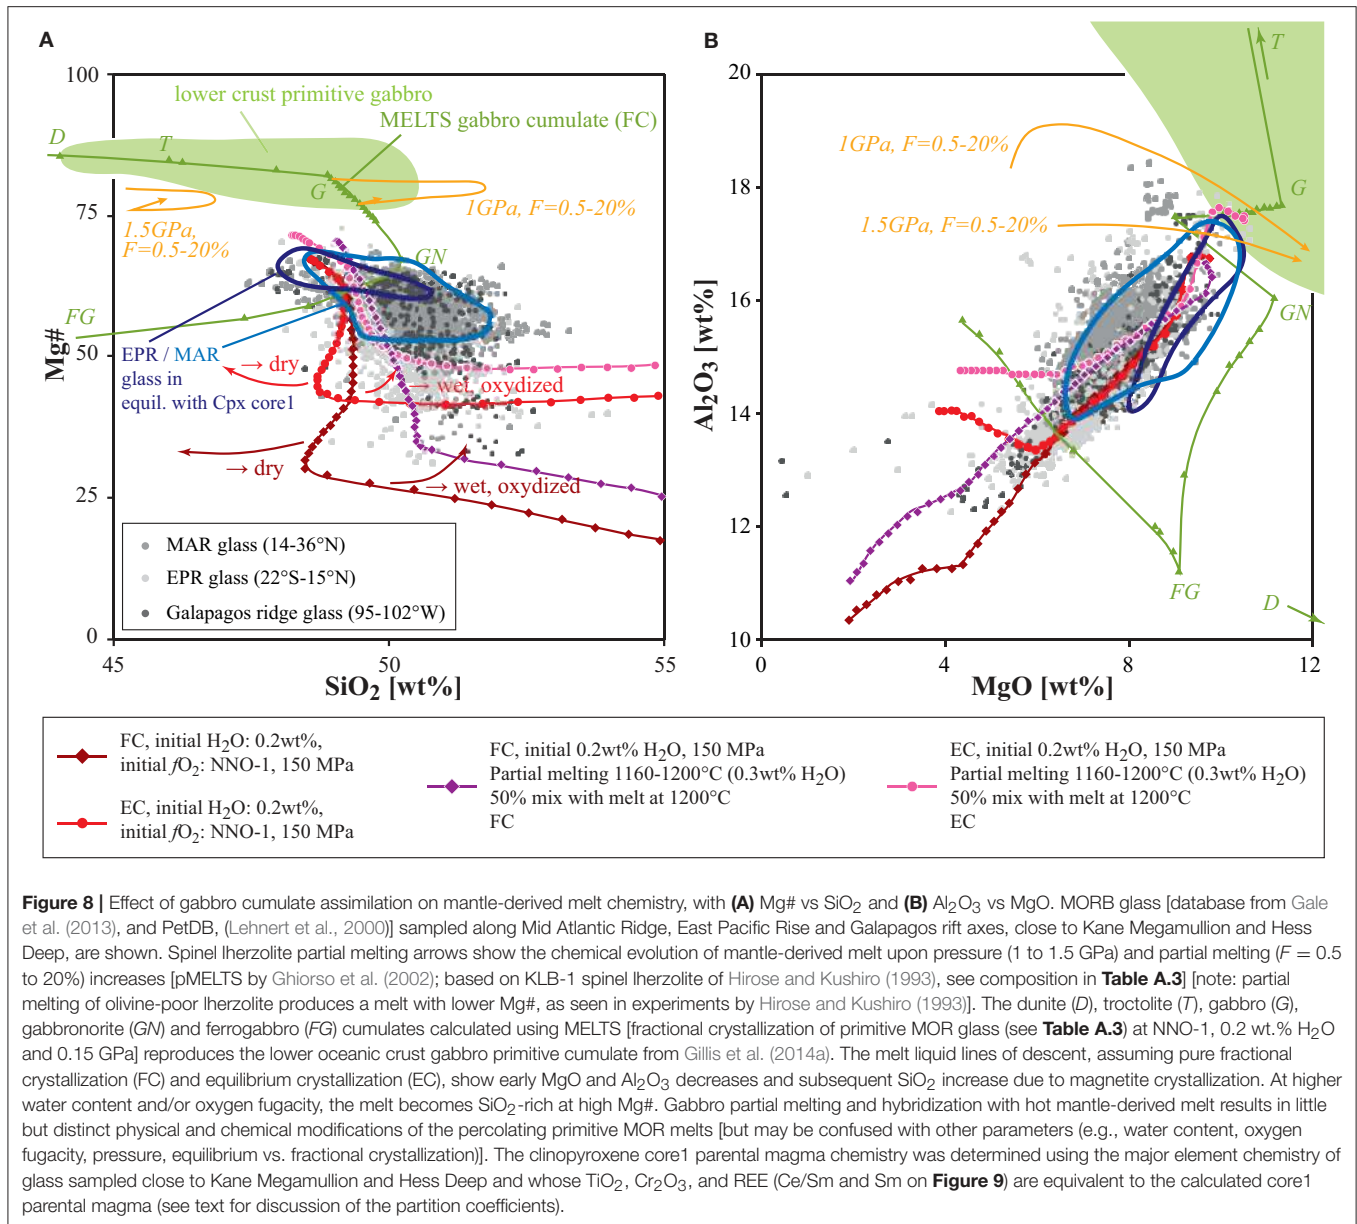 A
100
75
50
25
0
45
50
55
Mg#
SiO2 [wt%]
lower crust primitive gabbro
MELTS gabbro cumulate (FC)
D
T
G
1.5GPa,
F=0.5-20%
1GPa, F=0.5-20%
GN
FG
EPR / MAR
glass in
equil. with Cpx core1
→ dry
→ wet, oxydized
→ dry
→ wet, oxydized
MAR glass (14-36°N)
EPR glass (22°S-15°N)
Galapagos ridge glass (95-102°W)
B
20
18
16
14
12
10
0
4
8
12
Al2O3 [wt%]
MgO [wt%]
T
1GPa, F=0.5-20%
G
1.5GPa, F=0.5-20%
GN
FG
D
FC, initial H2O: 0.2wt%,
initial fO2: NNO-1, 150 MPa
EC, initial H2O: 0.2wt%,
initial fO2: NNO-1, 150 MPa
FC, initial 0.2wt% H2O, 150 MPa
Partial melting 1160-1200°C (0.3wt% H2O)
50% mix with melt at 1200°C
FC
EC, initial 0.2wt% H2O, 150 MPa
Partial melting 1160-1200°C (0.3wt% H2O)
50% mix with melt at 1200°C
EC
Figure 8 | Effect of gabbro cumulate assimilation on mantle-derived melt chemistry, with (A) Mg# vs SiO2 and (B) Al2O3 vs MgO. MORB glass [database from Gale
et al. (2013), and PetDB, (Lehnert et al., 2000)] sampled along Mid Atlantic Ridge, East Pacific Rise and Galapagos rift axes, close to Kane Megamullion and Hess
Deep, are shown. Spinel lherzolite partial melting arrows show the chemical evolution of mantle-derived melt upon pressure (1 to 1.5 GPa) and partial melting (F = 0.5
to 20%) increases [pMELTS by Ghiorso et al. (2002); based on KLB-1 spinel lherzolite of Hirose and Kushiro (1993), see composition in Table A.3] [note: partial
melting of olivine-poor lherzolite produces a melt with lower Mg#, as seen in experiments by Hirose and Kushiro (1993)]. The dunite (D), troctolite (T), gabbro (G),
gabbronorite (GN) and ferrogabbro (FG) cumulates calculated using MELTS [fractional crystallization of primitive MOR glass (see Table A.3) at NNO-1, 0.2 wt.% H2O
and 0.15 GPa] reproduces the lower oceanic crust gabbro primitive cumulate from Gillis et al. (2014a). The melt liquid lines of descent, assuming pure fractional
crystallization (FC) and equilibrium crystallization (EC), show early MgO and Al2O3 decreases and subsequent SiO2 increase due to magnetite crystallization. At higher
water content and/or oxygen fugacity, the melt becomes SiO2-rich at high Mg#. Gabbro partial melting and hybridization with hot mantle-derived melt results in little
but distinct physical and chemical modifications of the percolating primitive MOR melts [but may be confused with other parameters (e.g., water content, oxygen
fugacity, pressure, equilibrium vs. fractional crystallization)]. The clinopyroxene core1 parental magma chemistry was determined using the major element chemistry of
glass sampled close to Kane Megamullion and Hess Deep and whose TiO2, Cr2O3, and REE (Ce/Sm and Sm on Figure 9) are equivalent to the calculated core1
parental magma (see text for discussion of the partition coefficients).